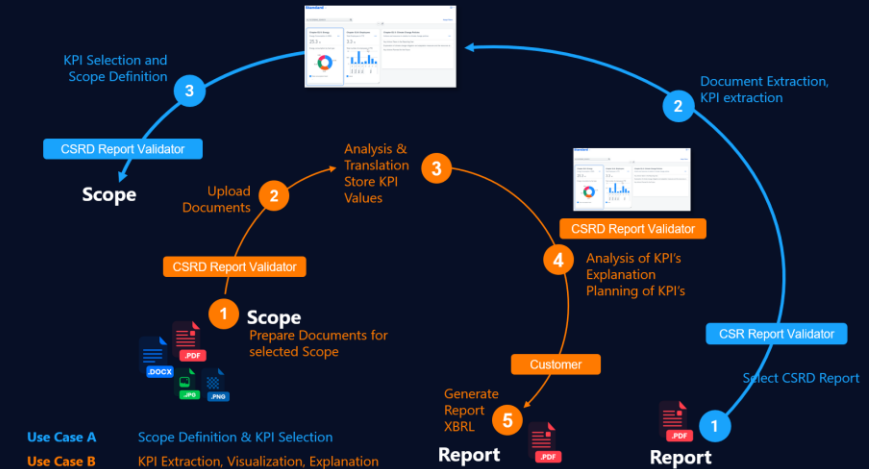 Standard
KPI Selection and
Scope Definition
3
CSRD Report Validator
Scope
Document Extraction,
KPI extraction
2
Analysis &
Translation
Store KPI
Values
3
Upload
Documents
2
CSRD Report Validator
1
Scope
Prepare Documents for
selected Scope
.PDF
.DOCX
.JPG
.PNG
CSRD Report Validator
4
Analysis of KPI's
Explanation
Planning of KPI's
Customer
Generate
Report
XBRL
5
.PDF
Report
CSR Report Validator
Select CSRD Report
1
.PDF
Report
Use Case A
Scope Definition & KPI Selection
Use Case B
KPI Extraction, Visualization, Explanation